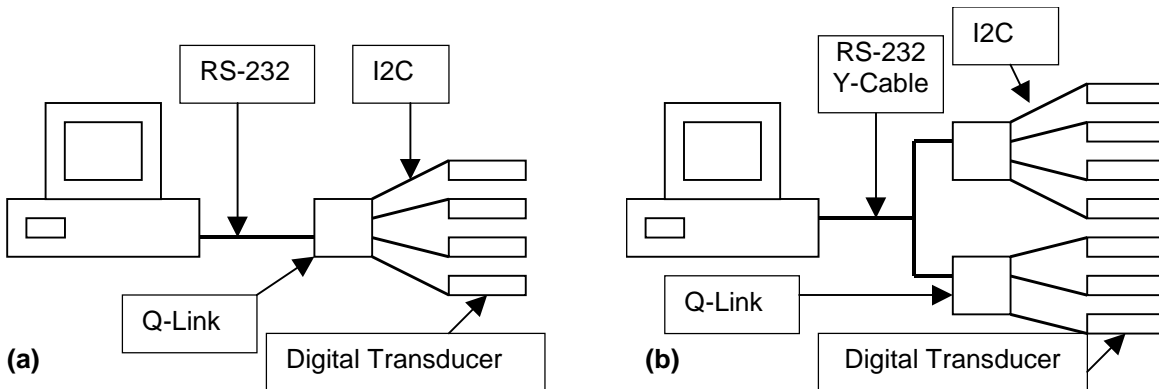 RS-232
I2C
Q-Link
Digital Transducer
(a)
I2C
RS-232
Y-Cable
Q-Link
Digital Transducer
(b)